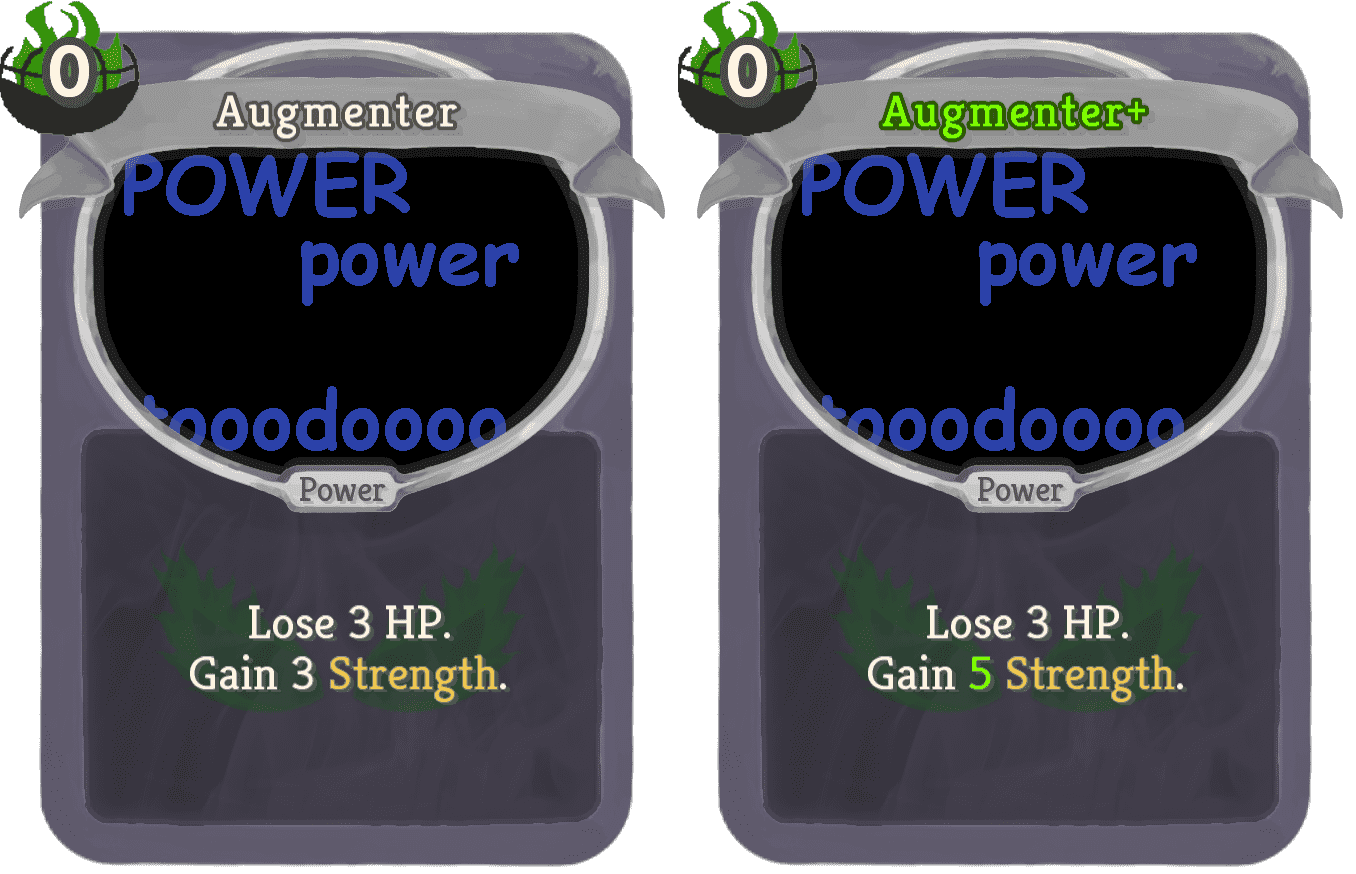 0
Augmenter
POWER
power
tooodoooo
Power
Lose 3 HP.
Gain 3 Strength.
0
Augmenter+
POWER
power
tooodoooo
Power
Lose 3 HP.
Gain 5 Strength.